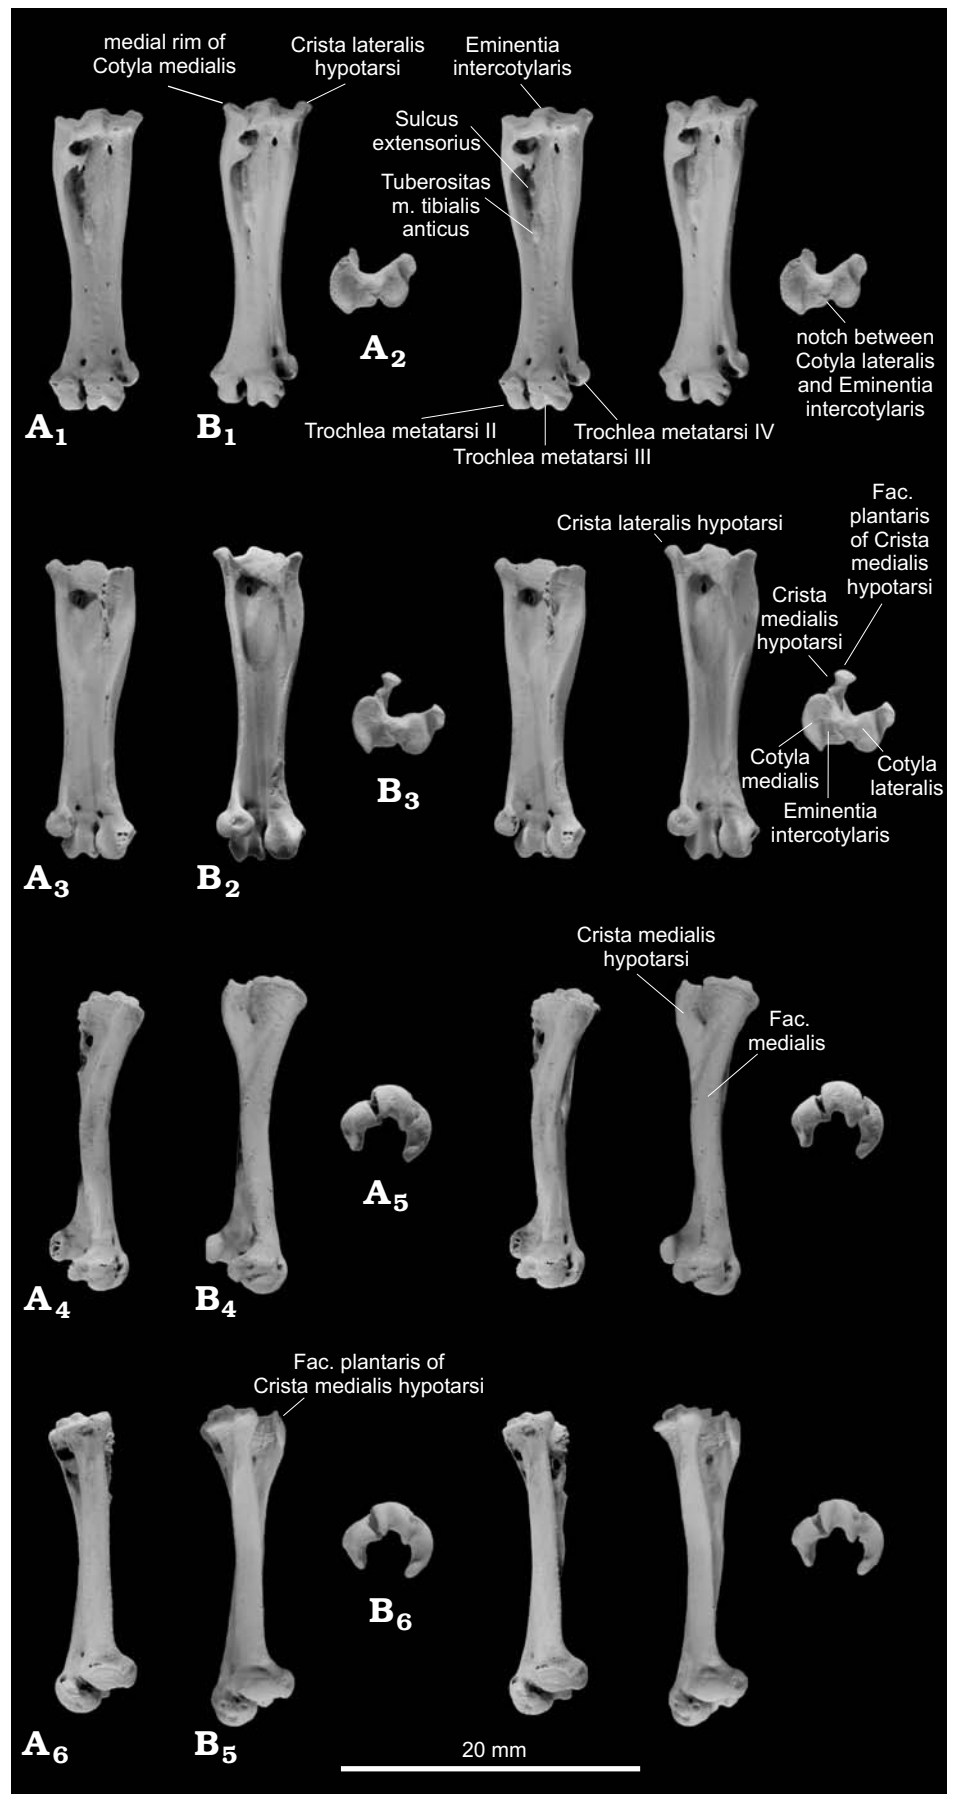 medial rim of
Cotyla medialis
Crista lateralis
hypotarsi
Eminentia
intercotylaris
Sulcus
extensorius
Tuberositas
m. tibialis
anticus
A2
notch between
Cotyla lateralis
and Eminentia
intercotylaris
A1
B1
Trochlea metatarsi II
Trochlea metatarsi IV
Trochlea metatarsi III
Crista lateralis hypotarsi
Fac.
plantaris
of Crista
medialis
hypotarsi
Crista
medialis
hypotarsi
Cotyla
medialis
Cotyla
lateralis
Eminentia
intercotylaris
B3
A3
B2
Crista medialis
hypotarsi
Fac.
medialis
A5
A4
B4
Fac. plantaris of
Crista medialis hypotarsi
B6
A6
B5
20 mm